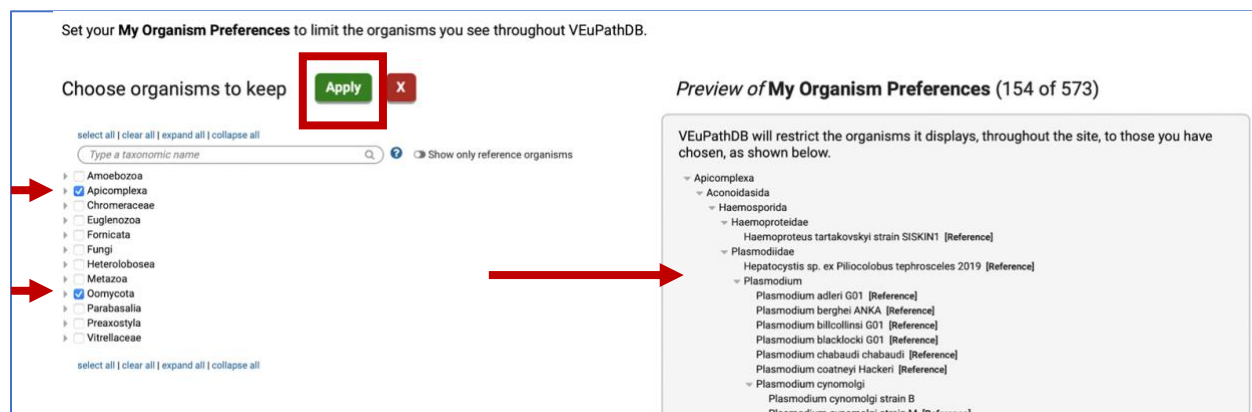 Set your My Organism Preferences to limit the organisms you see throughout VEuPathDB.
Choose organisms to keep Apply X
select all | clear all | expand all | collapse all
Type a taxonomic name ? Show only reference organisms
Amoebozoa
Apicomplexa
Chromeraceae
Euglenozoa
Fornicata
Fungi
Heterolobosea
Metazoa
Oomycota
Parabasalia
Preaxostyla
Vitrellaceae
select all | clear all | expand all | collapse all
Preview of My Organism Preferences (154 of 573)
VEuPathDB will restrict the organisms it displays, throughout the site, to those you have
chosen, as shown below.
Apicomplexa
Aconoidasida
Haemosporida
Haemoproteidae
Haemoproteus tartakovskyi strain SISKIN1 [Reference]
Plasmodiidae
Hepatocystis sp. ex Piliocolobus tephrosceles 2019 [Reference]
Plasmodium
Plasmodium adleri G01 [Reference]
Plasmodium berghei ANKA [Reference]
Plasmodium billcollinsi G01 [Reference]
Plasmodium blacklocki G01 [Reference]
Plasmodium chabaudi chabaudi [Reference]
Plasmodium coatneyi Hackeri [Reference]
Plasmodium cynomolgi
Plasmodium cynomolgi strain B
Plasmodium cynomolgi strain M [Reference]